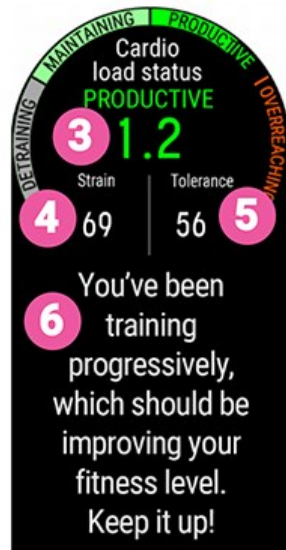 DETRAINING
MAINTAINING
PRODUCTIVE
OVERREACHING
Cardio
load status
PRODUCTIVE
3
1.2
Strain
Tolerance
4
69
56
5
6
You've been
training
progressively,
which should be
improving your
fitness level.
Keep it up!